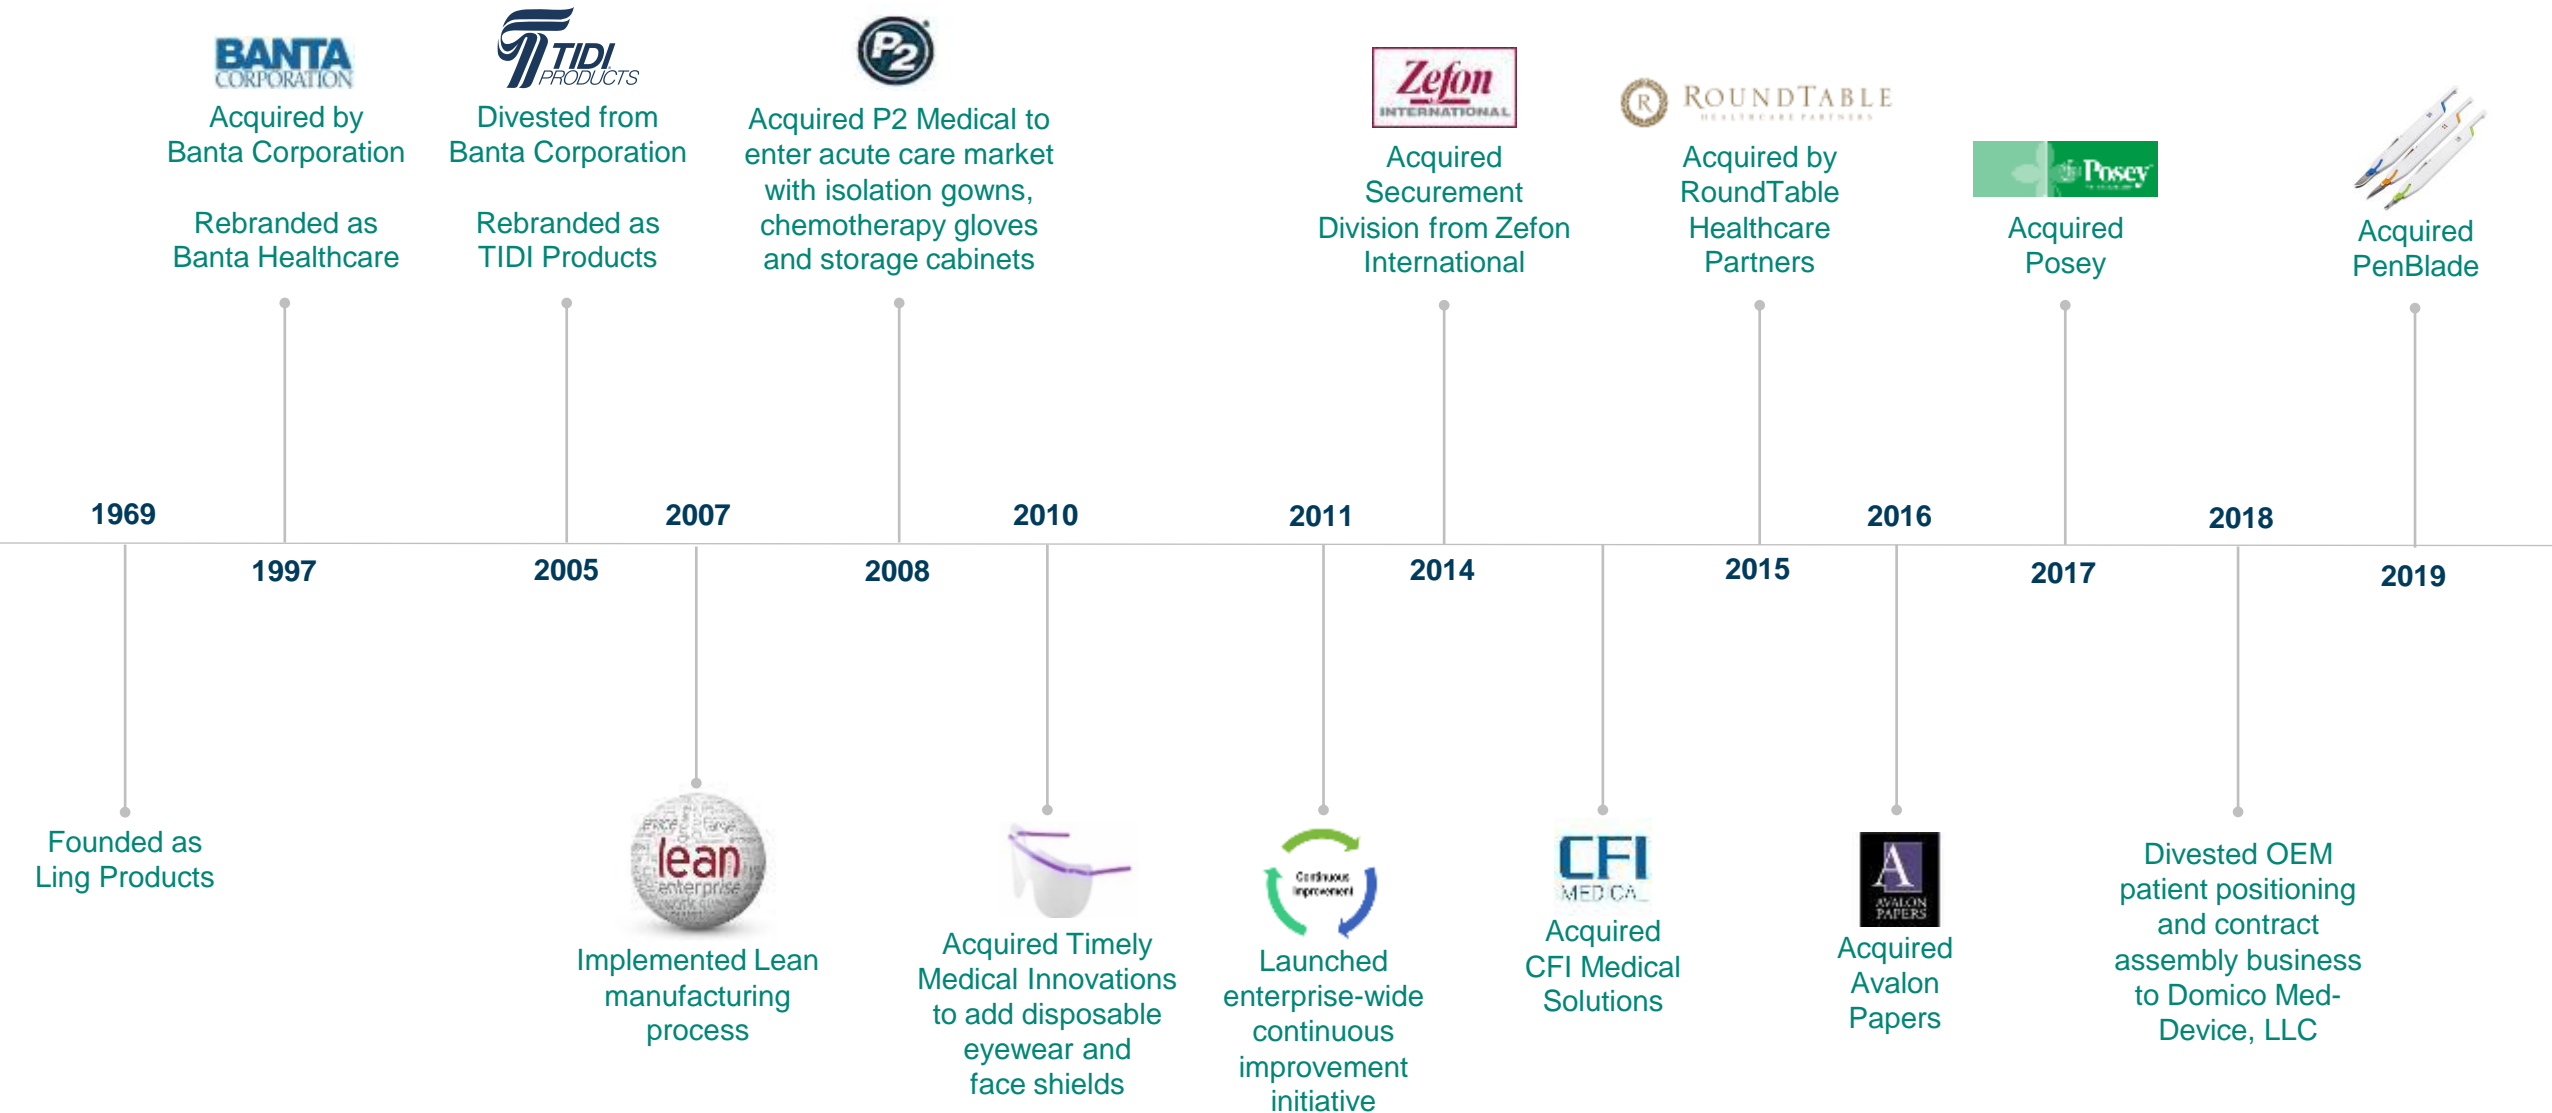 BANTA
CORPORATION
Acquired by
Banta Corporation
Rebranded as
Banta Healthcare
TIDI
PRODUCTS
Divested from
Banta Corporation
Rebranded as
TIDI Products
P2
Acquired P2 Medical to
enter acute care market
with isolation gowns,
chemotherapy gloves
and storage cabinets
Zefon
INTERNATIONAL
Acquired
Securement
Division from Zefon
International
R
ROUNDTABLE
HEALTHCARE PARTNERS
Acquired by
RoundTable
Healthcare
Partners
Posey
Acquired
Posey
Acquired
PenBlade
1969
2007
2010
2011
2016
2018
1997
2005
2008
2014
2015
2017
2019
Founded as
Ling Products
lean
enterprise
Implemented Lean
manufacturing
process
Acquired Timely
Medical Innovations
to add disposable
eyewear and
face shields
Continuous
Improvement
Launched
enterprise-wide
continuous
improvement
initiative
CFI
MEDICAL
Acquired
CFI Medical
Solutions
A
AVALON
PAPERS
Acquired
Avalon
Papers
Divested OEM
patient positioning
and contract
assembly business
to Domico Med-
Device, LLC